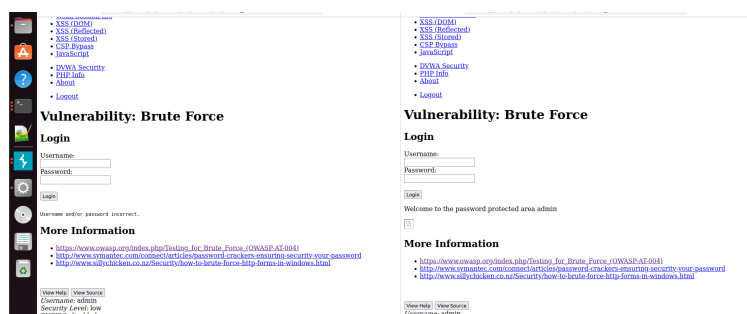 XSS (DOM)
XSS (Reflected)
XSS (Stored)
CSP Bypass
JavaScript
DVWA Security
PHP Info
About
Logout
Vulnerability: Brute Force
Login
Username:
Password:
Login
Username and/or password incorrect.
More Information
https://www.owasp.org/index.php/Testing_for_Brute_Force_(OWASP-AT-004)
http://www.symantec.com/connect/articles/password-crackers-ensuring-security-your-password
http://www.sillychicken.co.nz/Security/how-to-brute-force-http-forms-in-windows.html
View Help View Source
Username: admin
Security Level: low
XSS (DOM)
XSS (Reflected)
XSS (Stored)
CSP Bypass
JavaScript
DVWA Security
PHP Info
About
Logout
Vulnerability: Brute Force
Login
Username:
Password:
Login
Welcome to the password protected area admin
More Information
https://www.owasp.org/index.php/Testing_for_Brute_Force_(OWASP-AT-004)
http://www.symantec.com/connect/articles/password-crackers-ensuring-security-your-password
http://www.sillychicken.co.nz/Security/how-to-brute-force-http-forms-in-windows.html
View Help View Source
Username: admin